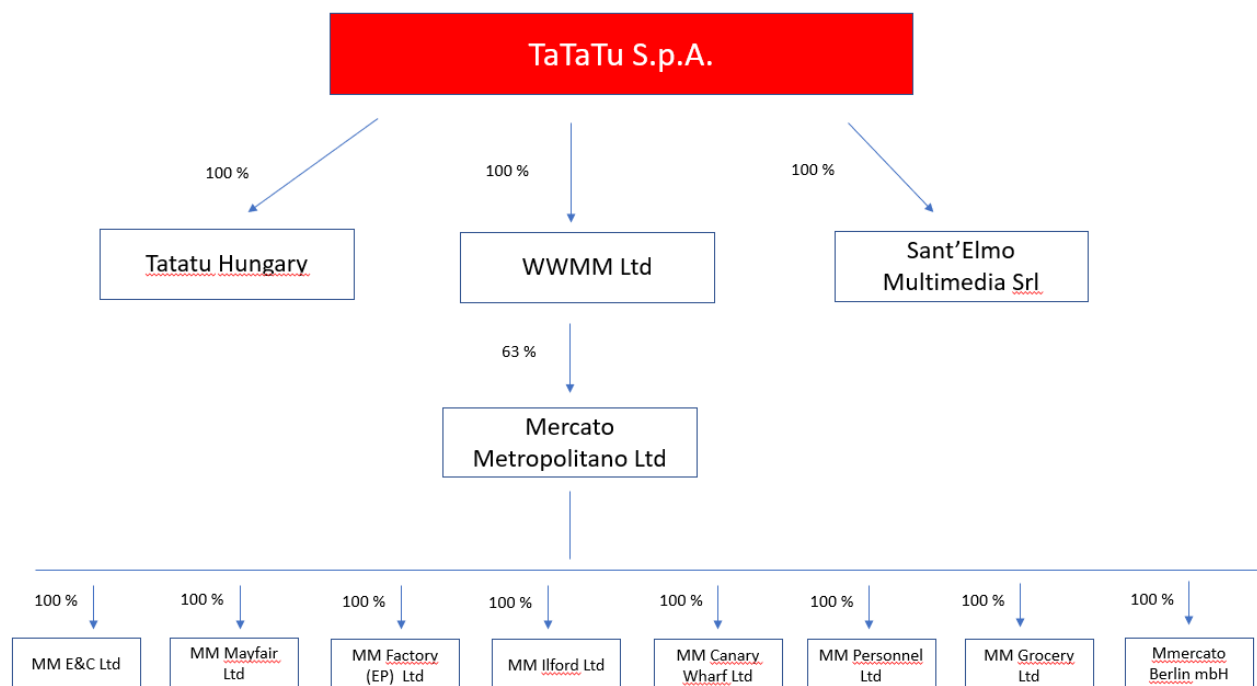 TaTaTu S.p.A.
100 %
100 %
100 %
Tatatu Hungary
WWMM Ltd
Sant'Elmo
Multimedia Srl
63 %
Mercato
Metropolitano Ltd
100 %
100 %
100 %
100 %
100 %
100 %
100 %
100 %
MM E&C Ltd
MM Mayfair
Ltd
MM Factory
(EP) Ltd
MM Ilford Ltd
MM Canary
Wharf Ltd
MM Personnel
Ltd
MM Grocery
Ltd
Mmercato
Berlin mbH